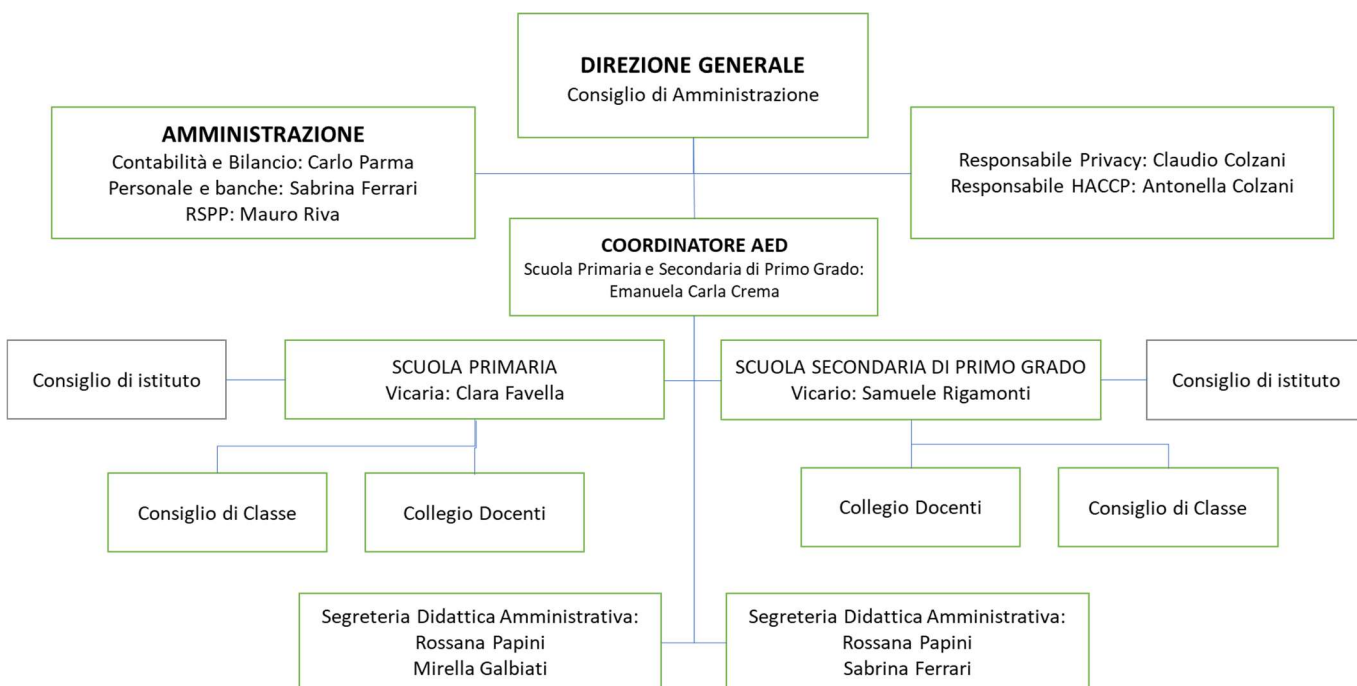 DIREZIONE GENERALE
Consiglio di Amministrazione
AMMINISTRAZIONE
Contabilità e Bilancio: Carlo Parma
Personale e banche: Sabrina Ferrari
RSPP: Mauro Riva
Responsabile Privacy: Claudio Colzani
Responsabile HACCP: Antonella Colzani
COORDINATORE AED
Scuola Primaria e Secondaria di Primo Grado:
Emanuela Carla Crema
Consiglio di istituto
SCUOLA PRIMARIA
Vicaria: Clara Favella
SCUOLA SECONDARIA DI PRIMO GRADO
Vicario: Samuele Rigamonti
Consiglio di istituto
Consiglio di Classe
Collegio Docenti
Collegio Docenti
Consiglio di Classe
Segreteria Didattica Amministrativa:
Rossana Papini
Mirella Galbiati
Segreteria Didattica Amministrativa:
Rossana Papini
Sabrina Ferrari